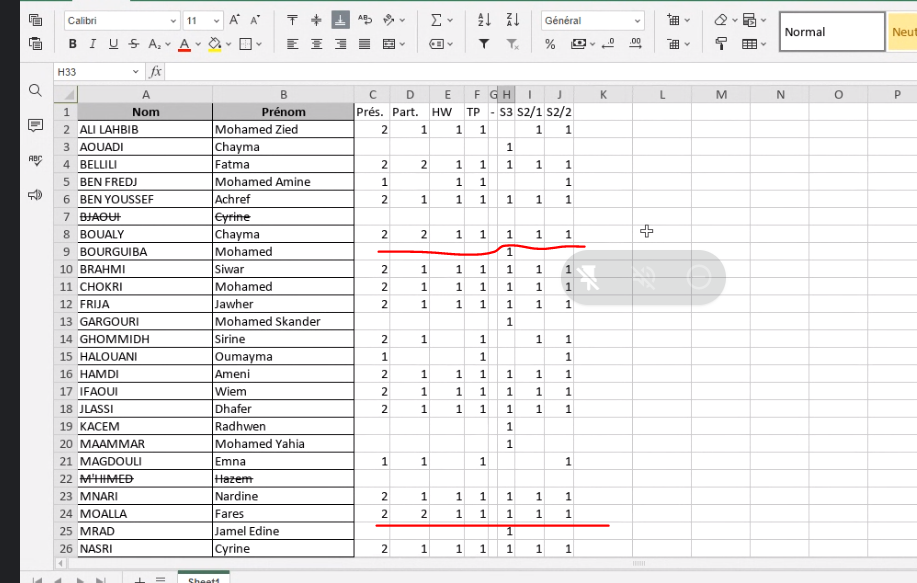 Calibri 11 A A Σ A Z Z A Général Normal Neut
B I U S A A % .0 .00
H33 fx
A B C D E F G H I J K L M N O P
1 Nom Prénom Prés. Part. HW TP - S3 S2/1 S2/2
2 ALI LAHBIB Mohamed Zied 2 1 1 1 1 1
3 AOUADI Chayma 1
4 BELLILI Fatma 2 2 1 1 1 1 1
5 BEN FREDJ Mohamed Amine 1 1 1 1
6 BEN YOUSSEF Achref 2 1 1 1 1 1 1
7 BJAOUI Cyrine
8 BOUALY Chayma 2 2 1 1 1 1 1
9 BOURGUIBA Mohamed 1
10 BRAHMI Siwar 2 1 1 1 1 1 1
11 CHOKRI Mohamed 2 1 1 1 1 1 1
12 FRIJA Jawher 2 1 1 1 1 1 1
13 GARGOURI Mohamed Skander 1
14 GHOMMIDH Sirine 2 1 1 1 1
15 HALOUANI Oumayma 1 1 1
16 HAMDI Ameni 2 1 1 1 1 1 1
17 IFAOUI Wiem 2 1 1 1 1 1 1
18 JLASSI Dhafer 2 1 1 1 1 1 1
19 KACEM Radhwen 1
20 MAAMMAR Mohamed Yahia 1
21 MAGDOULI Emna 1 1 1 1
22 M'HIMED Hazem
23 MNARI Nardine 2 1 1 1 1 1 1
24 MOALLA Fares 2 2 1 1 1 1 1
25 MRAD Jamel Edine 1
26 NASRI Cyrine 2 1 1 1 1 1 1
Sheet1